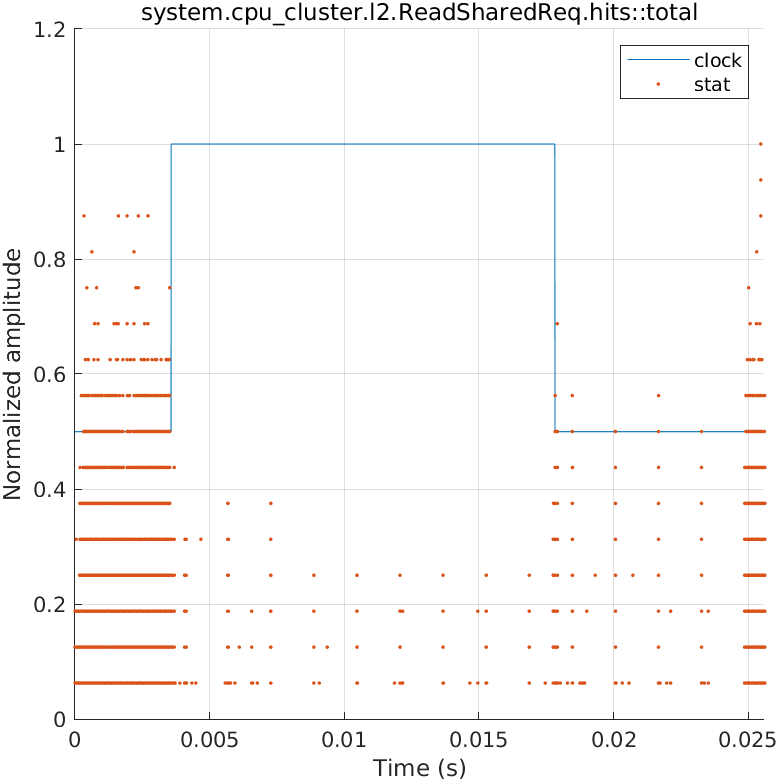 system.cpu_cluster.l2.ReadSharedReq.hits::total
1.2
clock
stat
1
0.8
Normalized amplitude
0.6
0.4
0.2
0
0 0.005 0.01 0.015 0.02 0.025
Time (s)